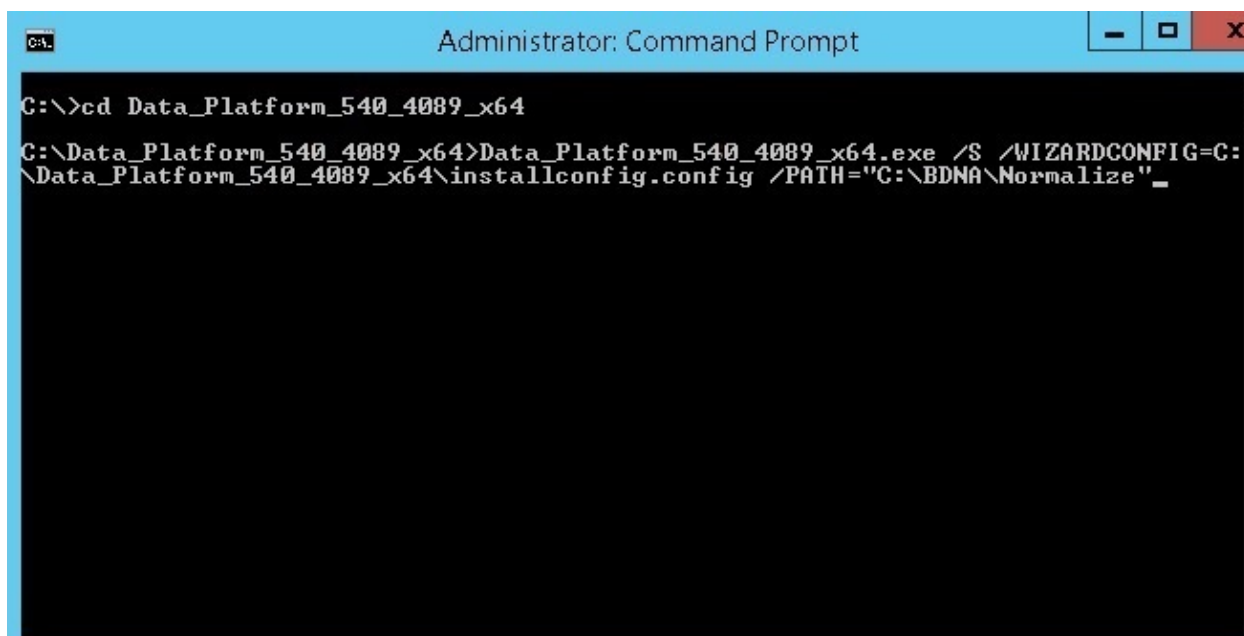 C:\.
Administrator: Command Prompt
C:\>cd Data_Platform_540_4089_x64
C:\Data_Platform_540_4089_x64>Data_Platform_540_4089_x64.exe /S /WIZARDCONFIG=C:
\Data_Platform_540_4089_x64\installconfig.config /PATH="C:\BDNA\Normalize"_